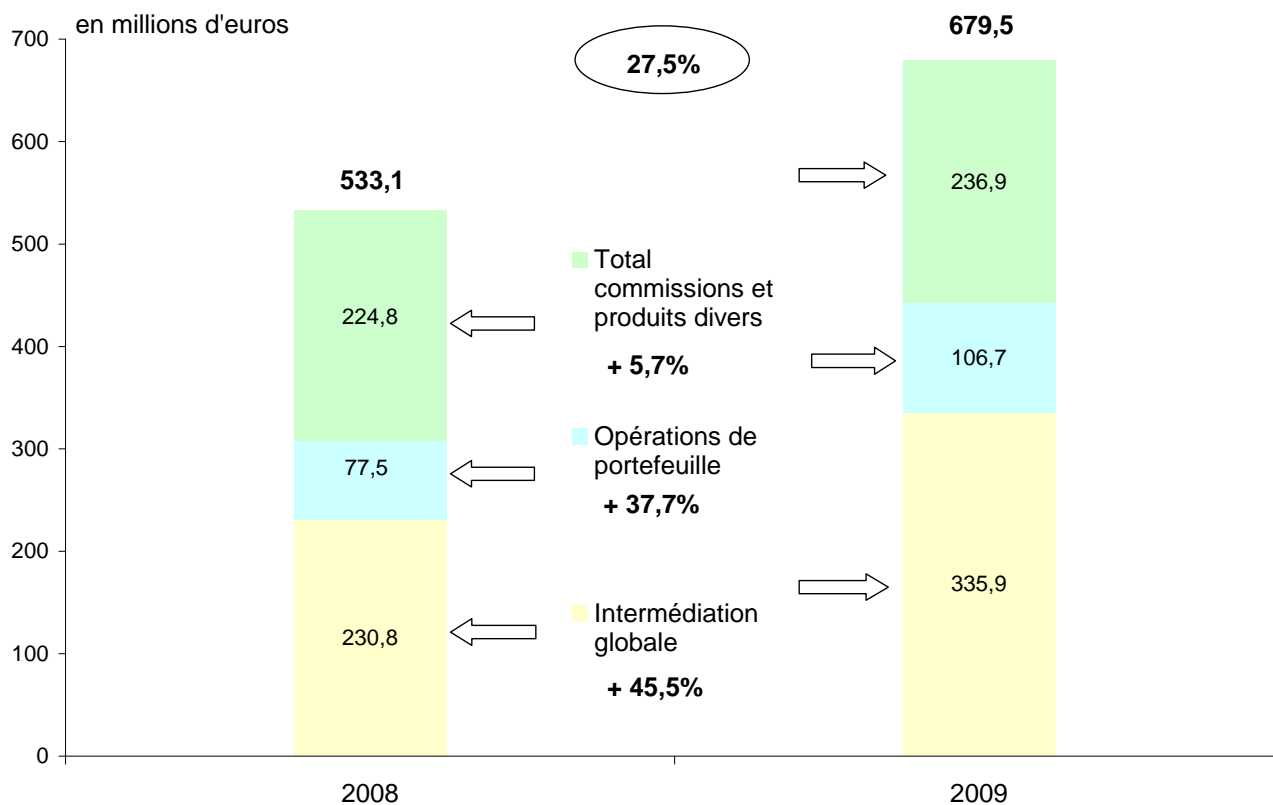 en millions d'euros
700
600
500
400
300
200
100
0
533,1
224,8
77,5
230,8
2008
27,5%
Total
commissions et
produits divers
+ 5,7%
Opérations de
portefeuille
+ 37,7%
Intermédiation
globale
+ 45,5%
679,5
236,9
106,7
335,9
2009